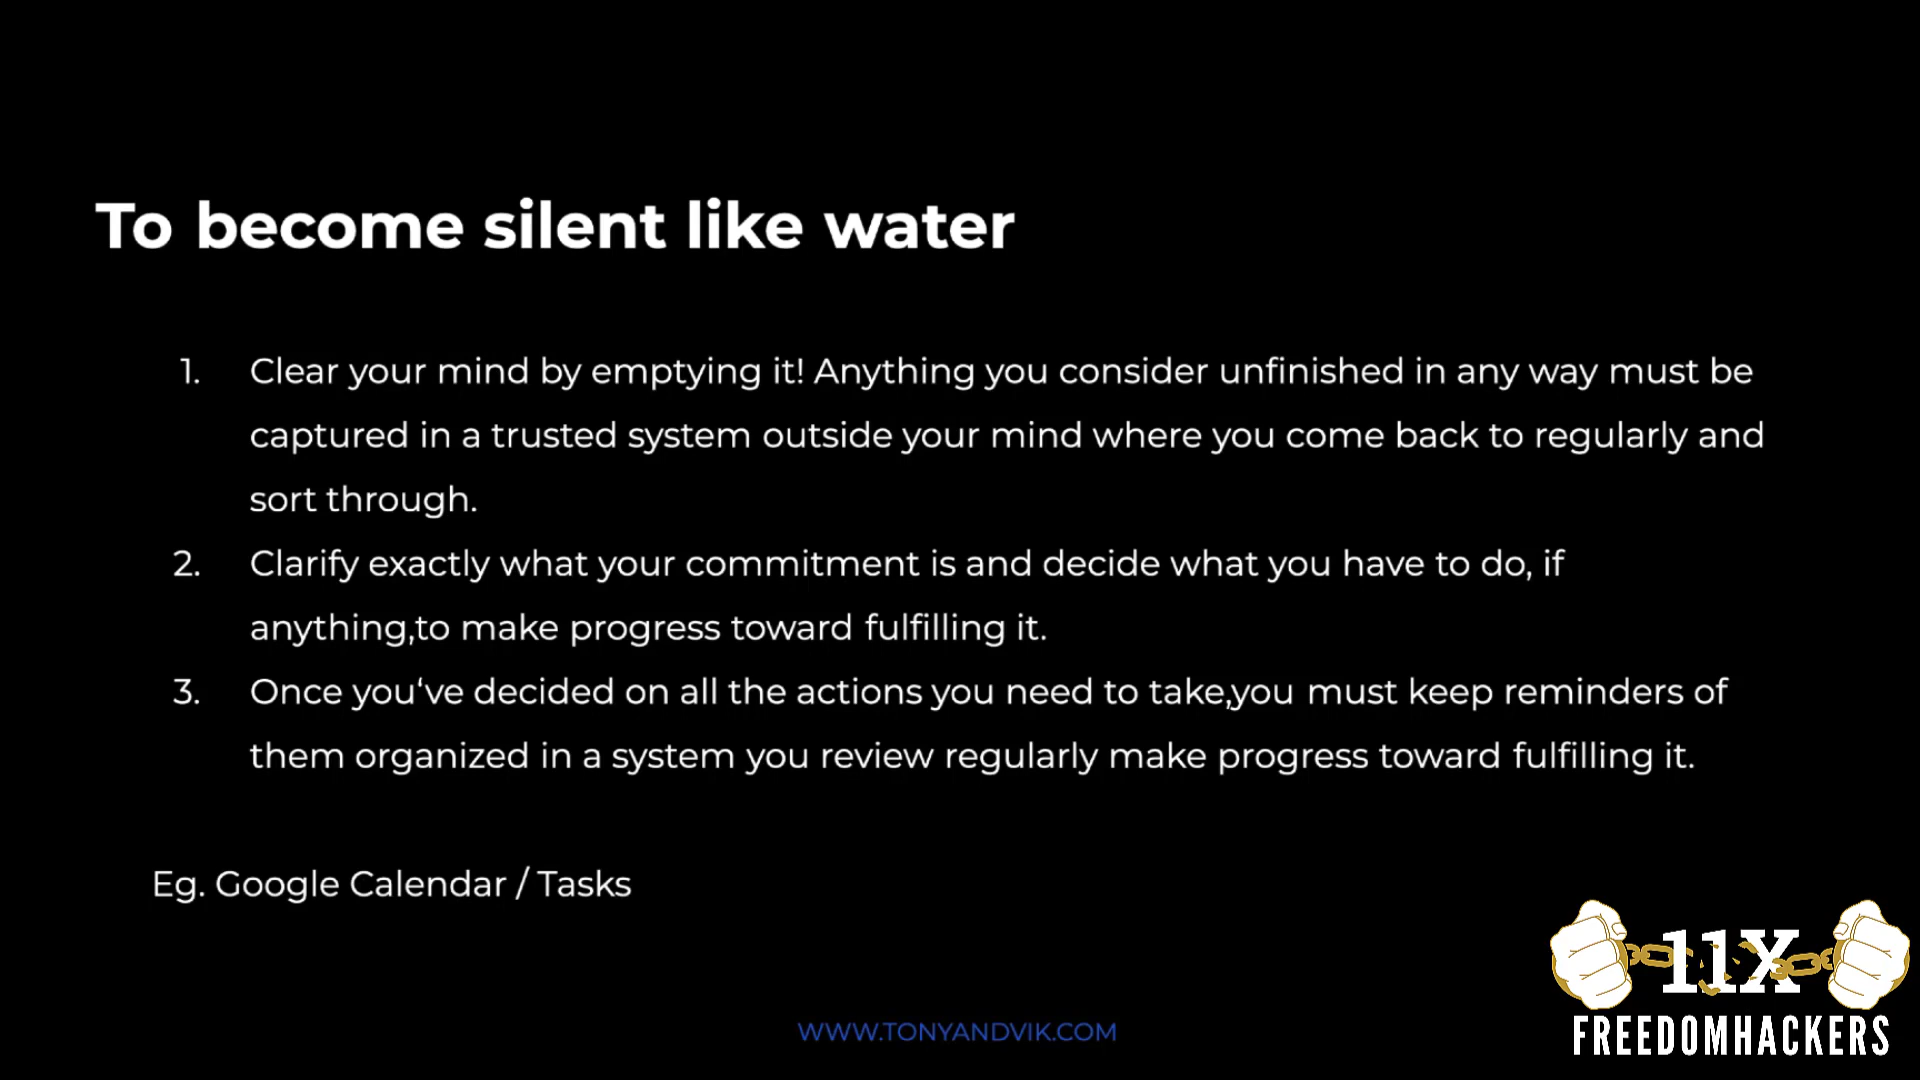 To become silent like water
1. Clear your mind by emptying it! Anything you consider unfinished in any way must be
captured in a trusted system outside your mind where you come back to regularly and
sort through.
2. Clarify exactly what your commitment is and decide what you have to do, if
anything,to make progress toward fulfilling it.
3. Once you‘ve decided on all the actions you need to take,you must keep reminders of
them organized in a system you review regularly make progress toward fulfilling it.
Eg. Google Calendar / Tasks
11X
FREEDOMHACKERS
WWW.TONYANDVIK.COM